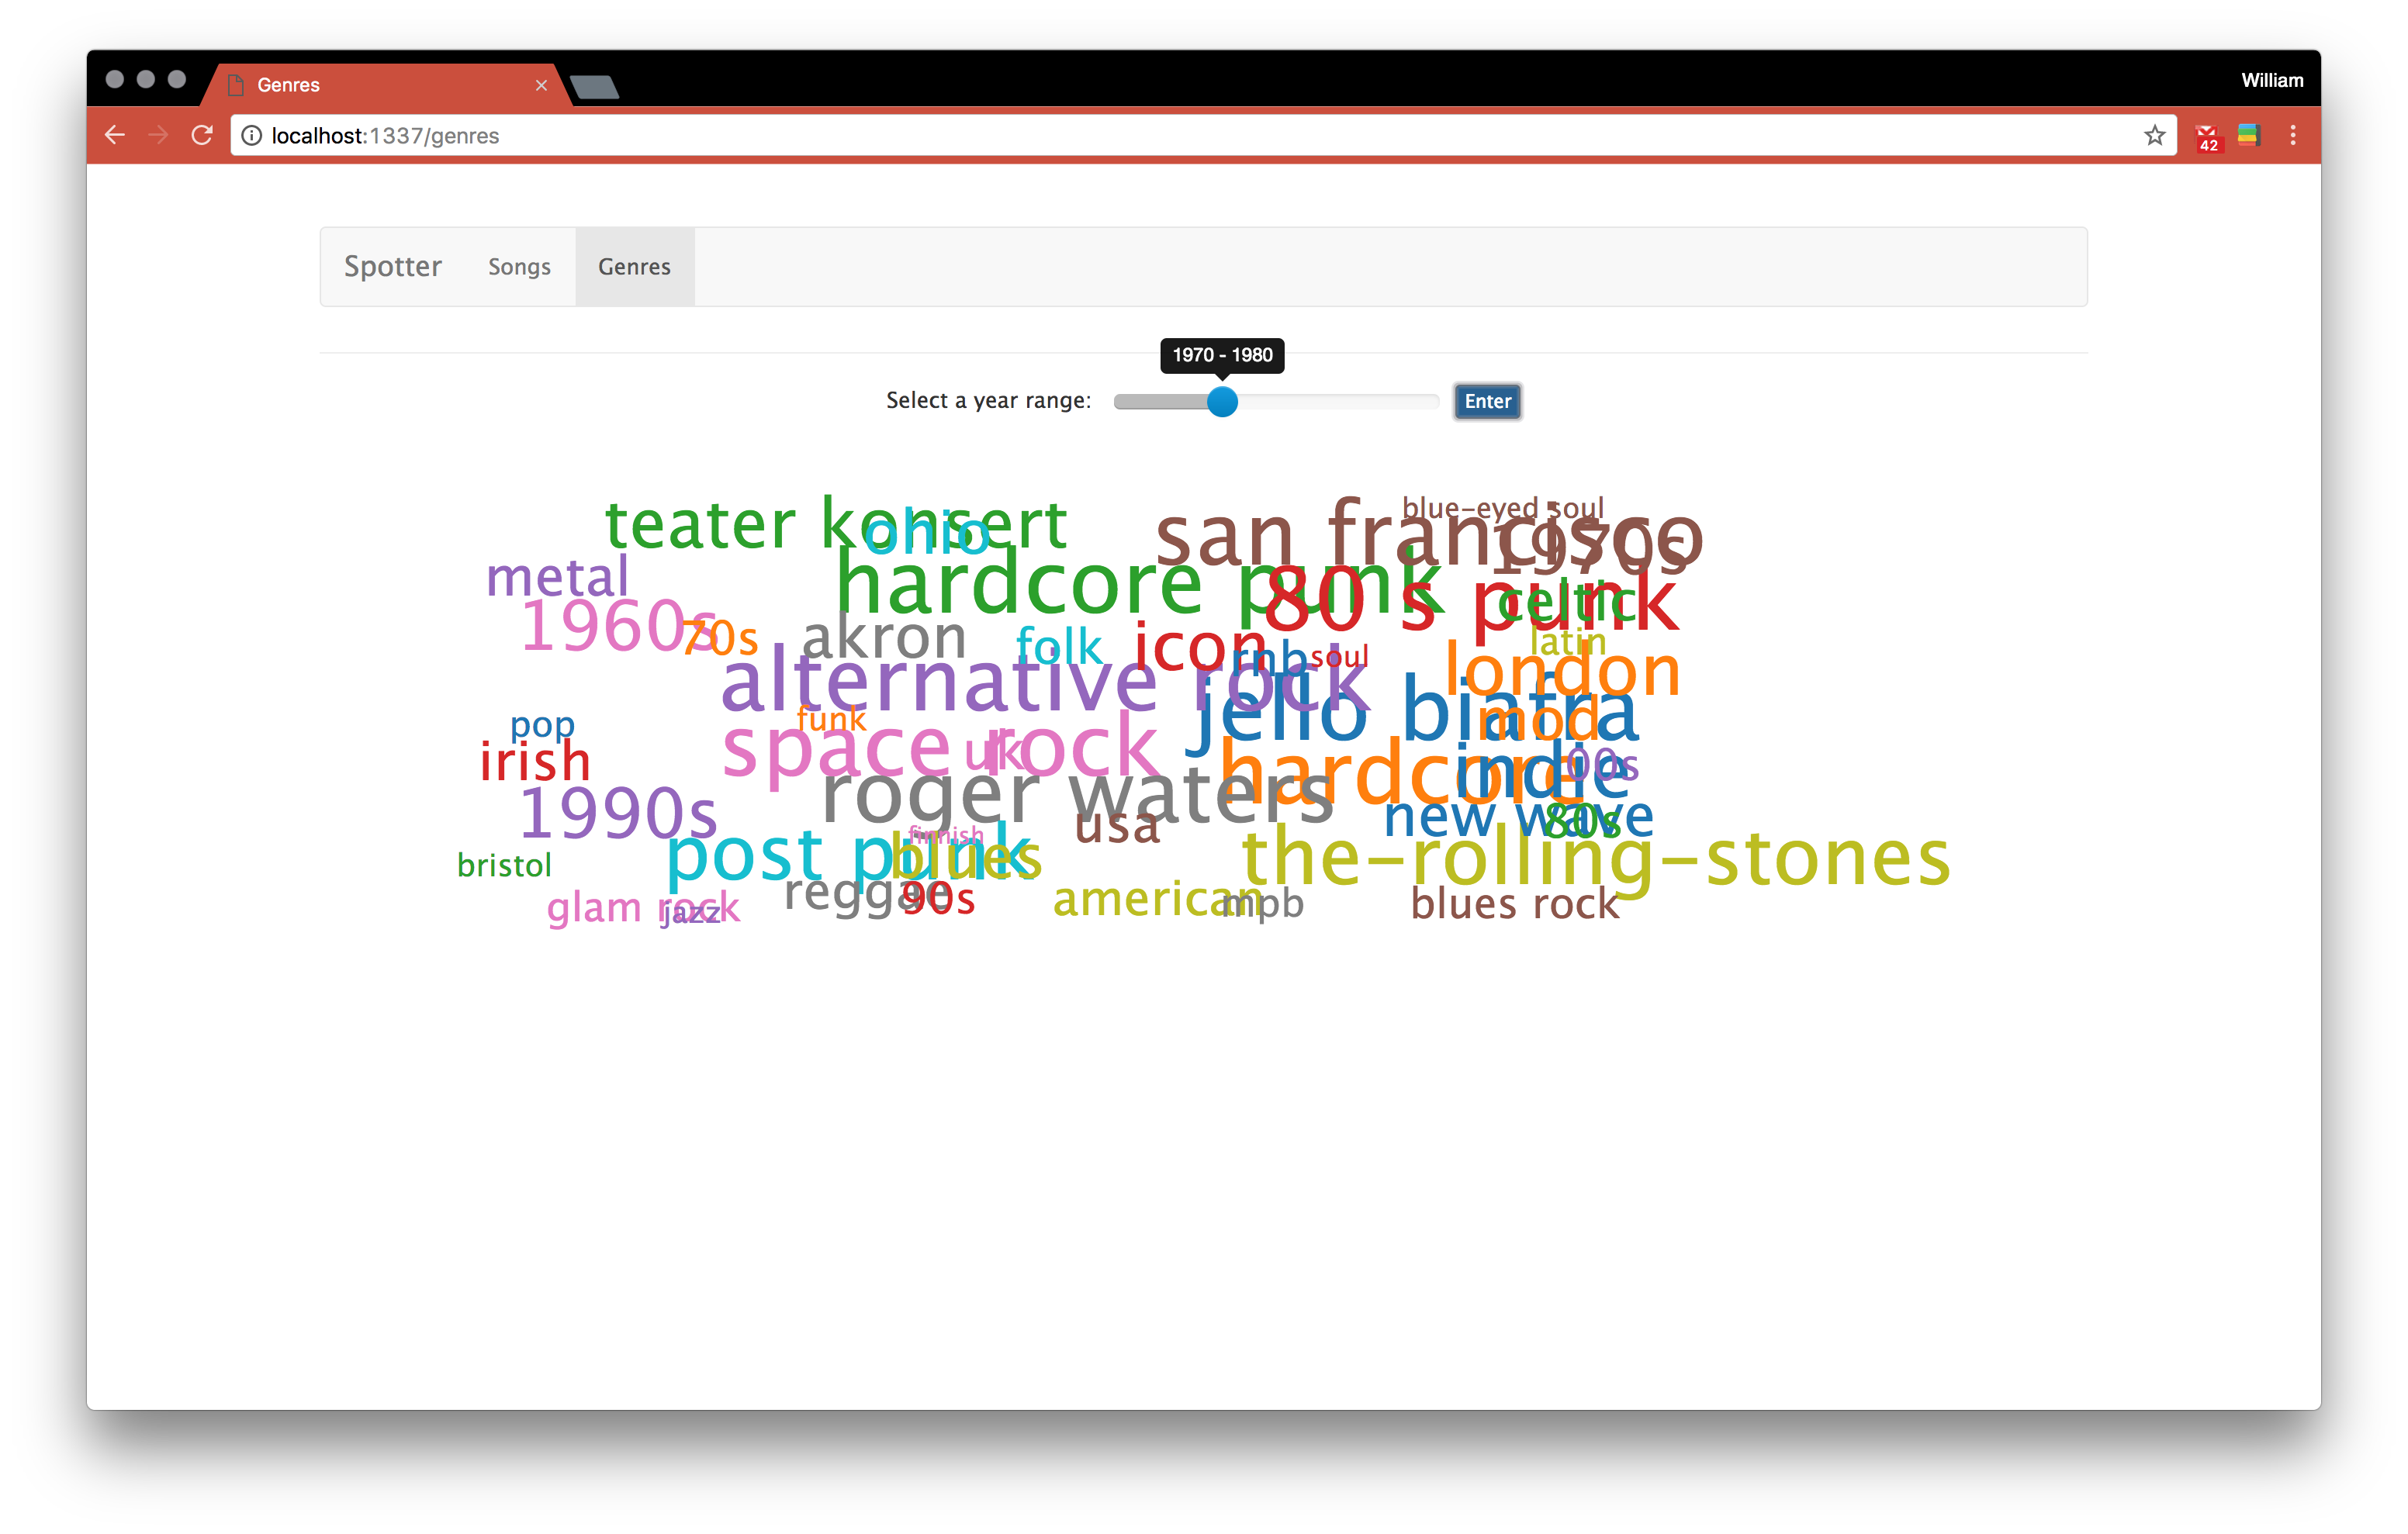 Genres
William
localhost:1337/genres
42
Spotter Songs Genres
1970 - 1980
Select a year range: Enter
blue-eyed soul
teater konsert
ohio
san francisco
1970s
metal
hardcore punk
80 s punk
celtic
1960s
70s
akron
folk
icon
rnb
soul
latin
london
alternative rock
jello biafra
mod
pop
funk
space rock
uk
irish
hardcore
indie
00s
roger waters
1990s
new wave
80s
usa
finnish
post punk
blues
the-rolling-stones
bristol
reggae
90s
american
mpb
blues rock
glam rock
jazz